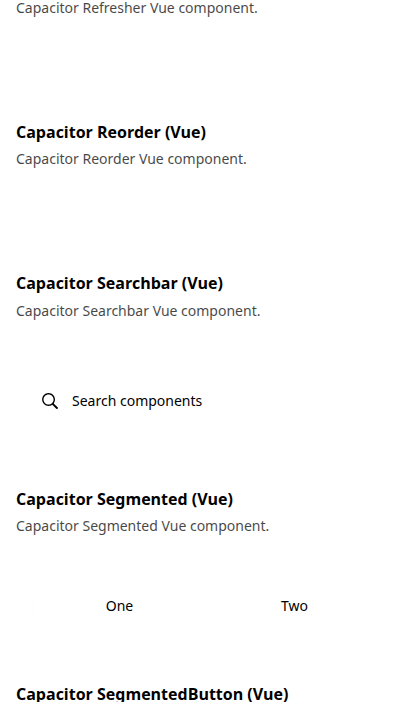 Capacitor Refresher Vue component.
Capacitor Reorder (Vue)
Capacitor Reorder Vue component.
Capacitor Searchbar (Vue)
Capacitor Searchbar Vue component.
Search components
Capacitor Segmented (Vue)
Capacitor Segmented Vue component.
One Two
Capacitor SegmentedButton (Vue)